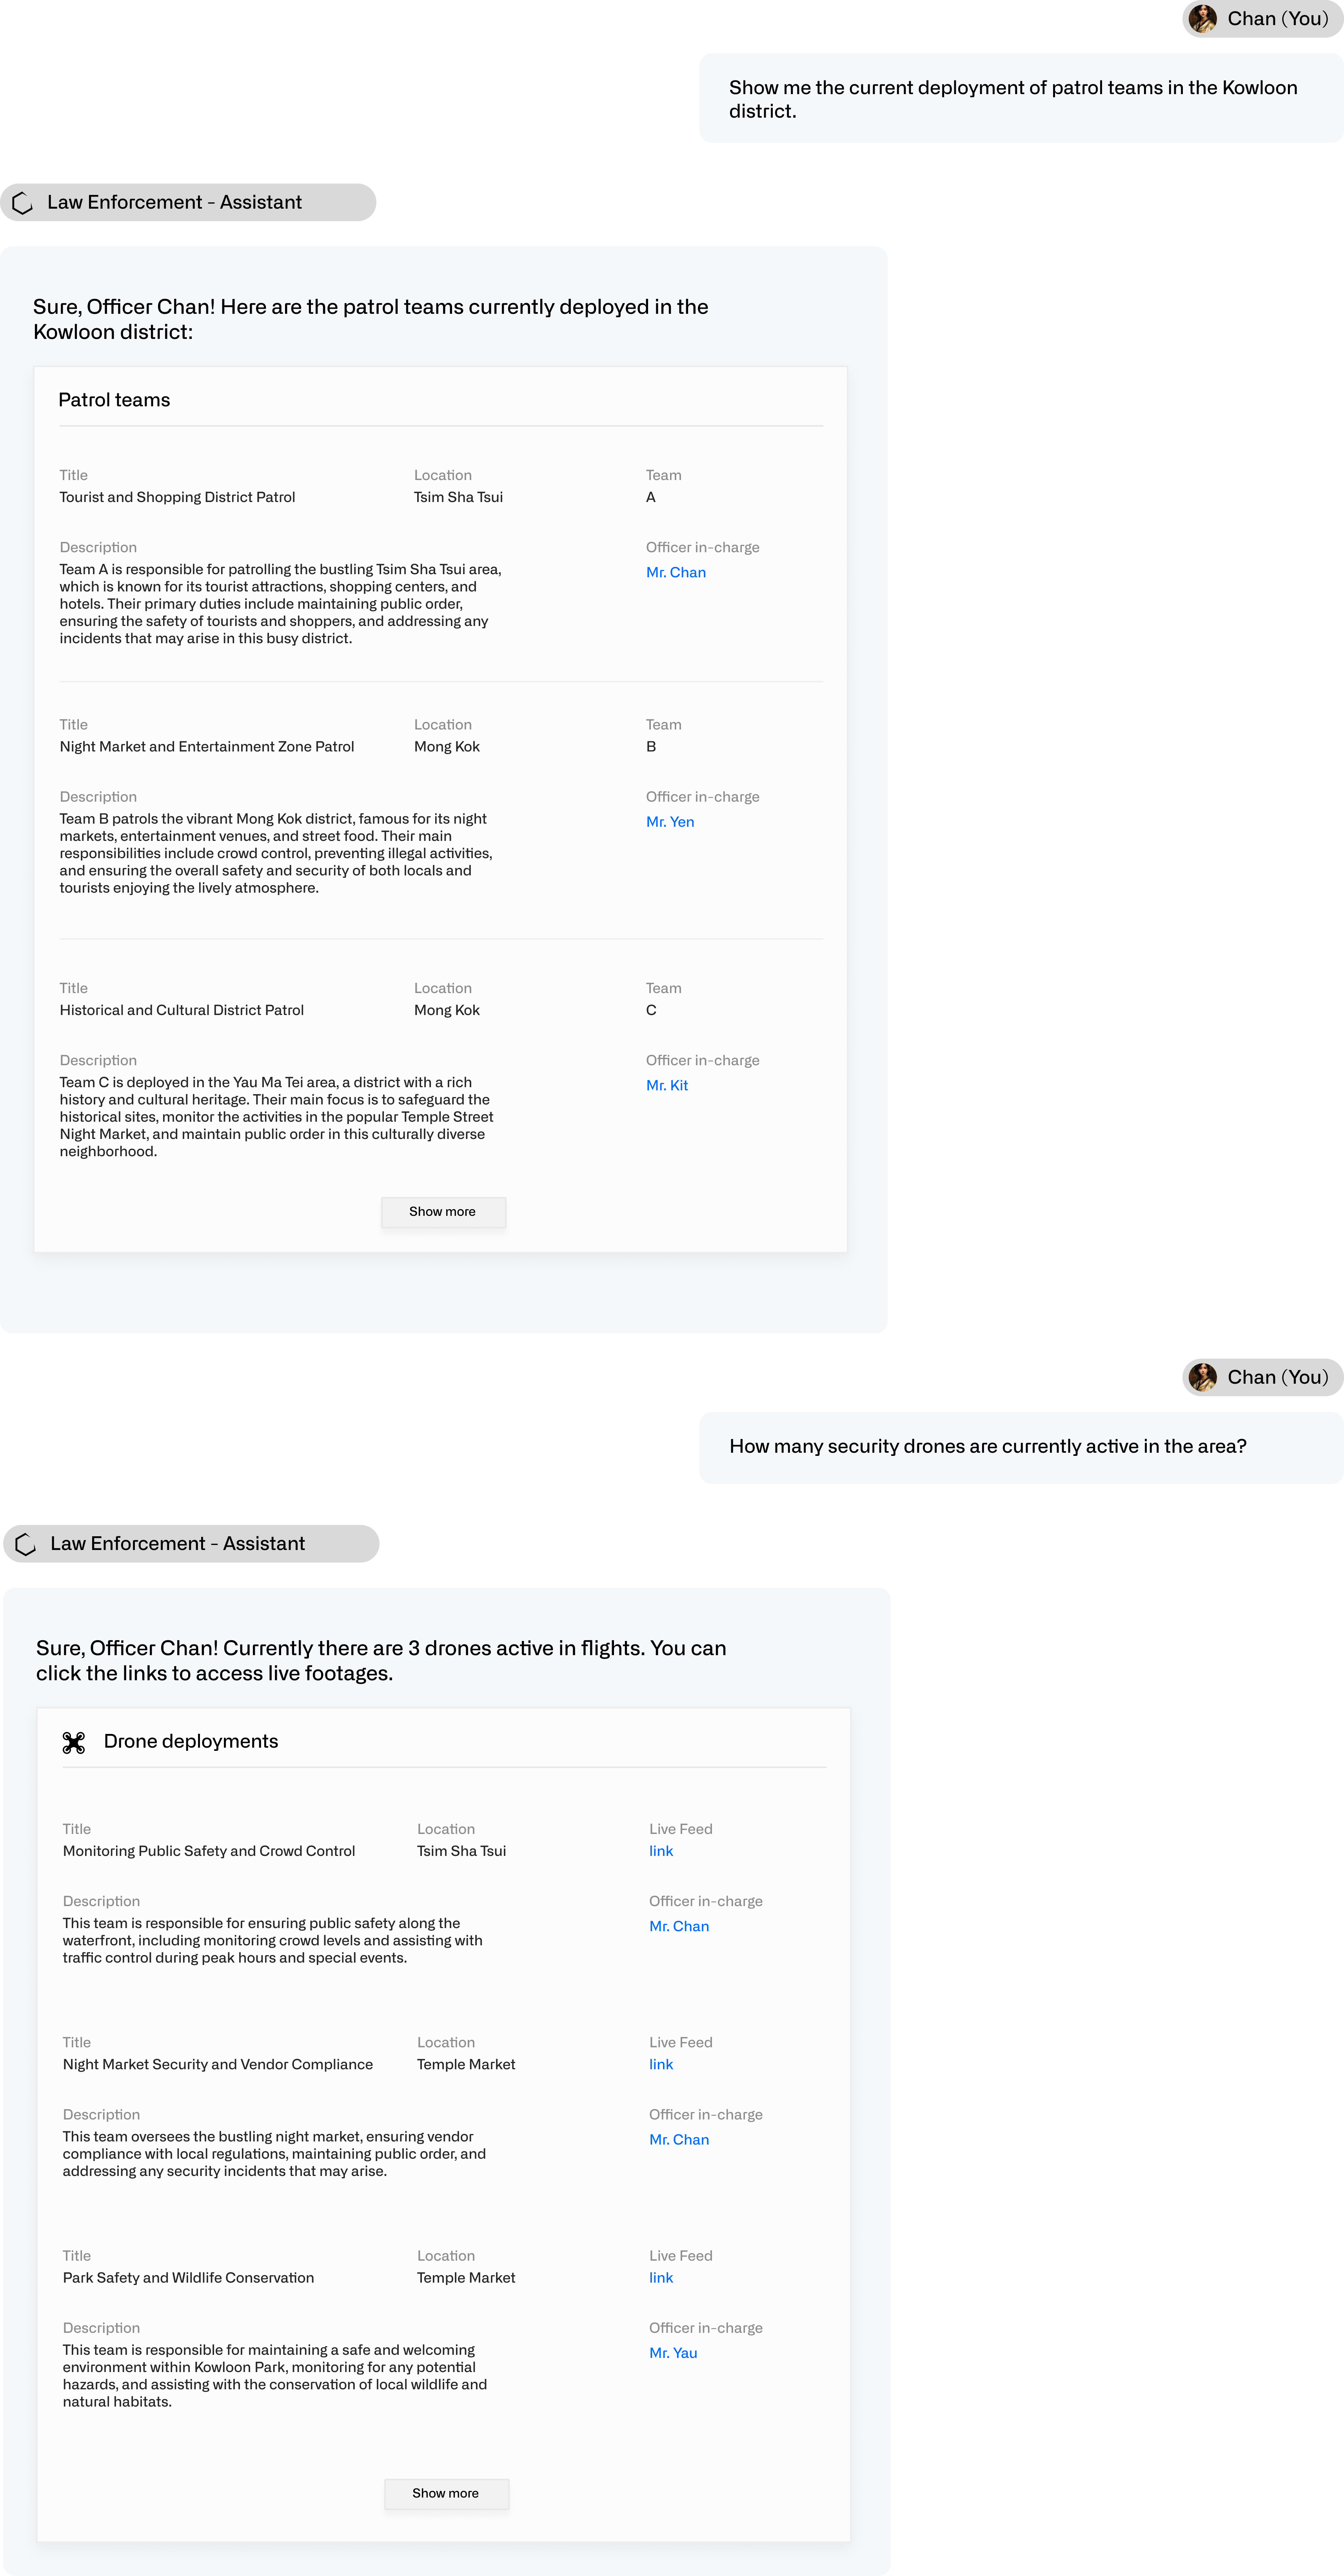 Chan (You)
Show me the current deployment of patrol teams in the Kowloon
district.
Law Enforcement - Assistant
Sure, Officer Chan! Here are the patrol teams currently deployed in the
Kowloon district:
Patrol teams
Title Location Team
Tourist and Shopping District Patrol Tsim Sha Tsui A
Description Officer in-charge
Team A is responsible for patrolling the bustling Tsim Sha Tsui area, Mr. Chan
which is known for its tourist attractions, shopping centers, and
hotels. Their primary duties include maintaining public order,
ensuring the safety of tourists and shoppers, and addressing any
incidents that may arise in this busy district.
Title Location Team
Night Market and Entertainment Zone Patrol Mong Kok B
Description Officer in-charge
Team B patrols the vibrant Mong Kok district, famous for its night Mr. Yen
markets, entertainment venues, and street food. Their main
responsibilities include crowd control, preventing illegal activities,
and ensuring the overall safety and security of both locals and
tourists enjoying the lively atmosphere.
Title Location Team
Historical and Cultural District Patrol Mong Kok C
Description Officer in-charge
Team C is deployed in the Yau Ma Tei area, a district with a rich Mr. Kit
history and cultural heritage. Their main focus is to safeguard the
historical sites, monitor the activities in the popular Temple Street
Night Market, and maintain public order in this culturally diverse
neighborhood.
Show more
Chan (You)
How many security drones are currently active in the area?
Law Enforcement - Assistant
Sure, Officer Chan! Currently there are 3 drones active in flights. You can
click the links to access live footages.
Drone deployments
Title Location Live Feed
Monitoring Public Safety and Crowd Control Tsim Sha Tsui link
Description Officer in-charge
This team is responsible for ensuring public safety along the Mr. Chan
waterfront, including monitoring crowd levels and assisting with
traffic control during peak hours and special events.
Title Location Live Feed
Night Market Security and Vendor Compliance Temple Market link
Description Officer in-charge
This team oversees the bustling night market, ensuring vendor Mr. Chan
compliance with local regulations, maintaining public order, and
addressing any security incidents that may arise.
Title Location Live Feed
Park Safety and Wildlife Conservation Temple Market link
Description Officer in-charge
This team is responsible for maintaining a safe and welcoming Mr. Yau
environment within Kowloon Park, monitoring for any potential
hazards, and assisting with the conservation of local wildlife and
natural habitats.
Show more